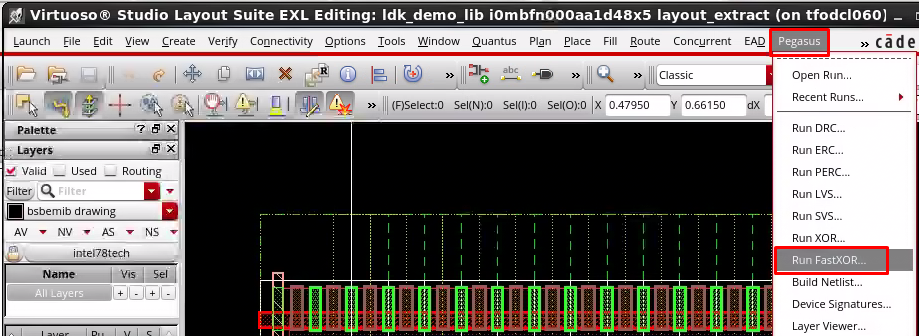 Virtuoso® Studio Layout Suite EXL Editing: ldk_demo_lib i0mbfn000aa1d48x5 layout_extract (on tfodcl060)
Launch File Edit View Create Verify Connectivity Options Tools Window Quantus Plan Place Route Concurrent EAD Pegasus » cādence
Classic
abc
(F)Select:0 Sel(N):0 Sel(I):0 Sel(O):0 X 0.47950 Y 0.66150 dX
Palette
Layers
Valid Used Routing
Filter Filter
bsbemib drawing
AV NV AS NS
intel78tech
Name Vis Sel
All Layers + - + -
Layer Pu V S
Open Run...
Recent Runs...
Run DRC...
Run ERC...
Run PERC...
Run LVS...
Run SVS...
Run XOR...
Run FastXOR...
Build Netlist...
Device Signatures...
Layer Viewer...